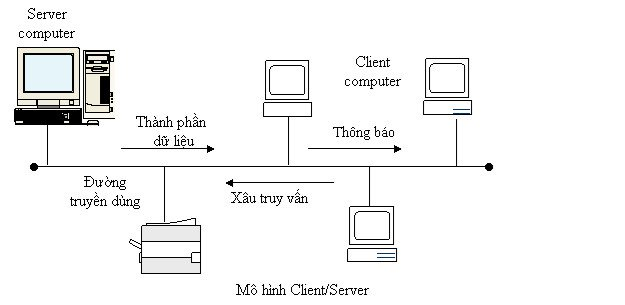 Server
computer
Client
computer
Thành phần
dữ liệu
Thông báo
Đường
truyền dùng
Xâu truy vấn
Mô hình Client/Server